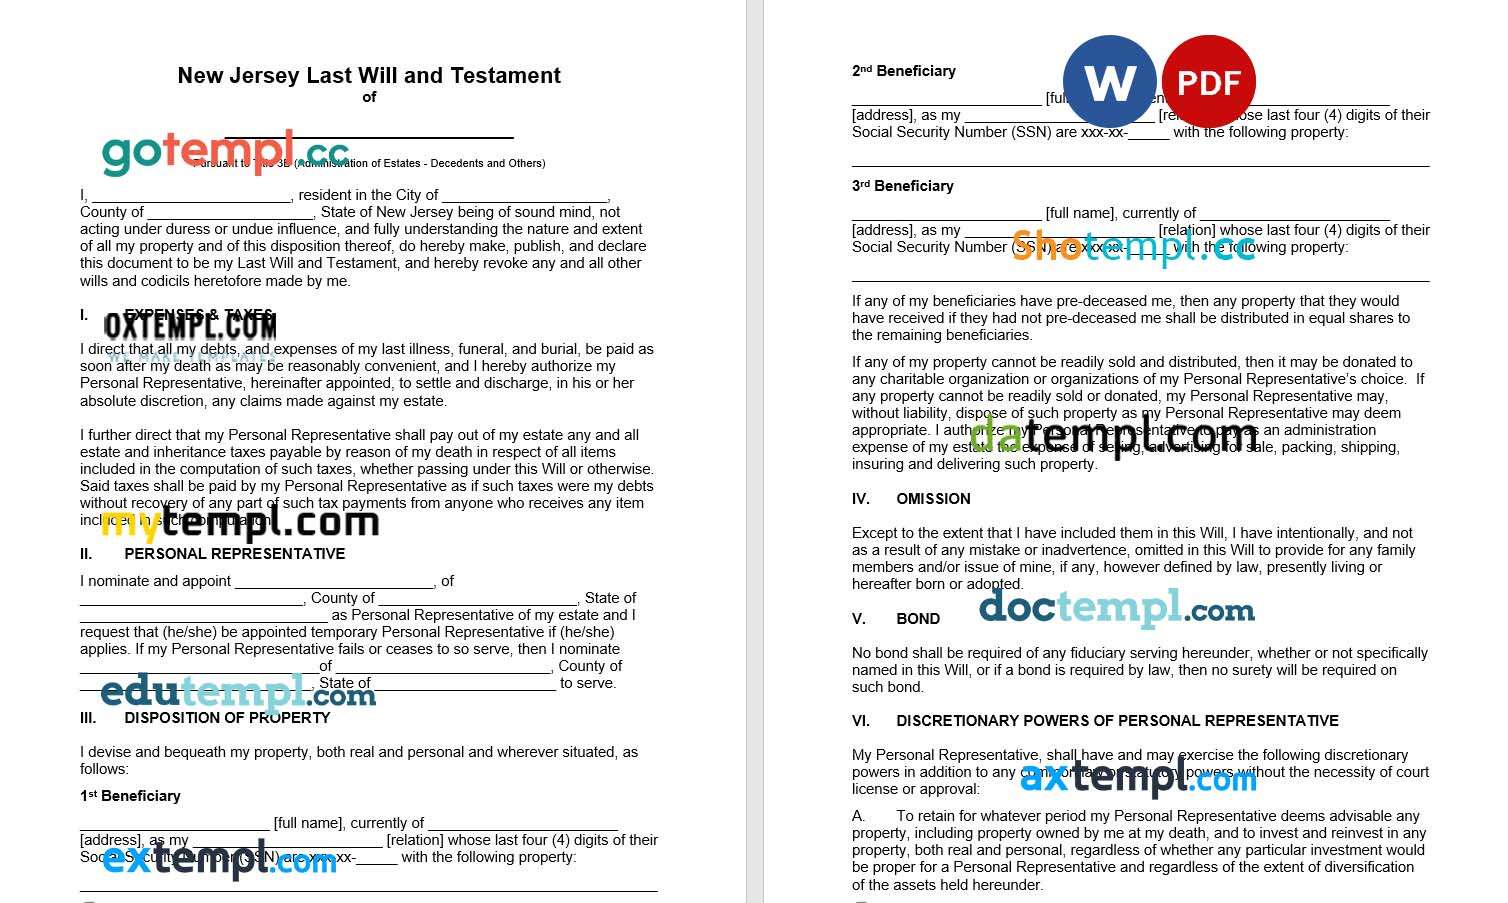 New Jersey Last Will and Testament
of
gotempl.cc
Pursuant to Title 3B (Administration of Estates - Decedents and Others)
I, ________________________, resident in the City of ____________________,
County of ____________________, State of New Jersey being of sound mind, not
acting under duress or undue influence, and fully understanding the nature and extent
of all my property and of this disposition thereof, do hereby make, publish, and declare
this document to be my Last Will and Testament, and hereby revoke any and all other
wills and codicils heretofore made by me.
I. EXPENSES & TAXES
OXTEMPL.COM
WE MAKE TEMPLATES
I direct that all my debts, and expenses of my last illness, funeral, and burial, be paid as
soon after my death as may be reasonably convenient, and I hereby authorize my
Personal Representative, hereinafter appointed, to settle and discharge, in his or her
absolute discretion, any claims made against my estate.
I further direct that my Personal Representative shall pay out of my estate any and all
estate and inheritance taxes payable by reason of my death in respect of all items
included in the computation of such taxes, whether passing under this Will or otherwise.
Said taxes shall be paid by my Personal Representative as if such taxes were my debts
without recovery of any part of such tax payments from anyone who receives any item
included in such computation.
mytempl.com
II. PERSONAL REPRESENTATIVE
I nominate and appoint ________________________, of
___________________________, County of ________________________, State of
______________________________ as Personal Representative of my estate and I
request that (he/she) be appointed temporary Personal Representative if (he/she)
applies. If my Personal Representative fails or ceases to so serve, then I nominate
_____________________________of __________________________, County of
____________________________, State of ______________________ to serve.
edutempl.com
III. DISPOSITION OF PROPERTY
I devise and bequeath my property, both real and personal and wherever situated, as
follows:
1st Beneficiary
_______________________ [full name], currently of _______________________
[address], as my _______________________ [relation] whose last four (4) digits of their
Social Security Number (SSN) are xxx-xx-_____ with the following property:
extempl.com
2nd Beneficiary
W PDF
_______________________ [full _______________________
[address], as my _______________________ whose last four (4) digits of their
Social Security Number (SSN) are xxx-xx-_____ with the following property:
3rd Beneficiary
_______________________ [full name], currently of _______________________
[address], as my _______________________ [relation] whose last four (4) digits of their
Social Security Number (SSN) are xxx-xx-_____ with the following property:
Shotempl.cc
If any of my beneficiaries have pre-deceased me, then any property that they would
have received if they had not pre-deceased me shall be distributed in equal shares to
the remaining beneficiaries.
If any of my property cannot be readily sold and distributed, then it may be donated to
any charitable organization or organizations of my Personal Representative's choice. If
any property cannot be readily sold or donated, my Personal Representative may,
without liability, dispose of such property as my Personal Representative may deem
appropriate. I authorize my Personal Representative to pay as an administration
expense of my estate the expense of selling, advertising for sale, packing, shipping,
insuring and delivering such property.
datempl.com
IV. OMISSION
Except to the extent that I have included them in this Will, I have intentionally, and not
as a result of any mistake or inadvertence, omitted in this Will to provide for any family
members and/or issue of mine, if any, however defined by law, presently living or
hereafter born or adopted.
doctempl.com
V. BOND
No bond shall be required of any fiduciary serving hereunder, whether or not specifically
named in this Will, or if a bond is required by law, then no surety will be required on
such bond.
VI. DISCRETIONARY POWERS OF PERSONAL REPRESENTATIVE
My Personal Representative, shall have and may exercise the following discretionary
powers in addition to any common law or statutory powers without the necessity of court
license or approval:
axtempl.com
A. To retain for whatever period my Personal Representative deems advisable any
property, including property owned by me at my death, and to invest and reinvest in any
property, both real and personal, regardless of whether any particular investment would
be proper for a Personal Representative and regardless of the extent of diversification
of the assets held hereunder.